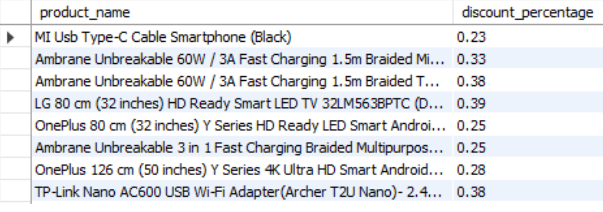 product_name discount_percentage
MI Usb Type-C Cable Smartphone (Black) 0.23
Ambrane Unbreakable 60W / 3A Fast Charging 1.5m Braided Mi... 0.33
Ambrane Unbreakable 60W / 3A Fast Charging 1.5m Braided T... 0.38
LG 80 cm (32 inches) HD Ready Smart LED TV 32LM563BPTC (D... 0.39
OnePlus 80 cm (32 inches) Y Series HD Ready LED Smart Androi... 0.25
Ambrane Unbreakable 3 in 1 Fast Charging Braided Multipurpos... 0.25
OnePlus 126 cm (50 inches) Y Series 4K Ultra HD Smart Android... 0.28
TP-Link Nano AC600 USB Wi-Fi Adapter(Archer T2U Nano)- 2.4... 0.38